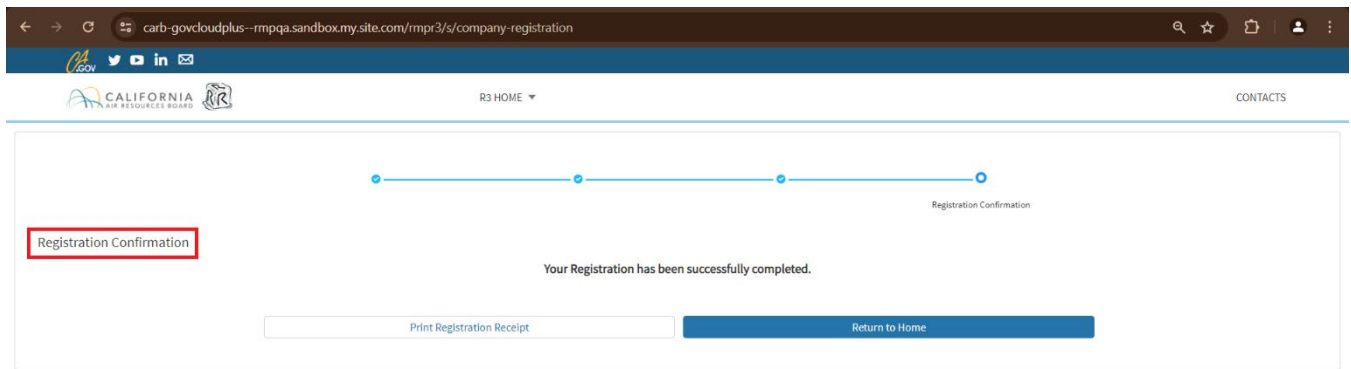 carb-govcloudplus--rmpqa.sandbox.my.site.com/rmpr3/s/company-registration
CA
.GOV
CALIFORNIA
AIR RESOURCES BOARD
R3 HOME
CONTACTS
Registration Confirmation
Registration Confirmation
Your Registration has been successfully completed.
Print Registration Receipt
Return to Home